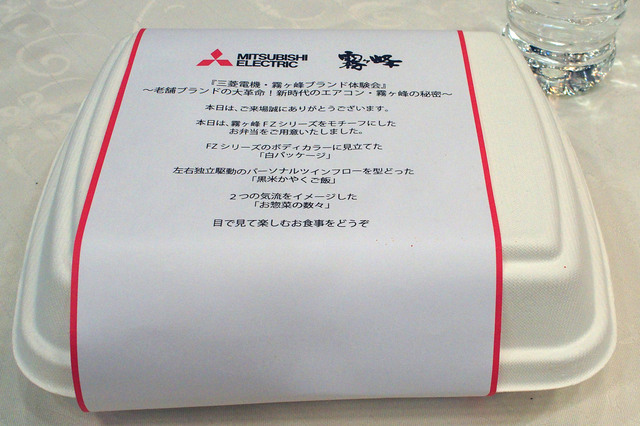 MITSUBISHI ELECTRIC 霧ヶ峰
『三菱電機・霧ヶ峰ブランド体験会』
～老舗ブランドの大革命！新時代のエアコン・霧ヶ峰の秘密～
本日は、ご来場誠にありがとうございます。
本日は、霧ヶ峰FZシリーズをモチーフにした
お弁当をご用意いたしました。
FZシリーズのボディカラーに見立てた
「白パッケージ」
左右独立駆動のパーソナルツインフローを型どった
「黒米かやくご飯」
2つの気流をイメージした
「お惣菜の数々」
目で見て楽しむお食事をどうぞ